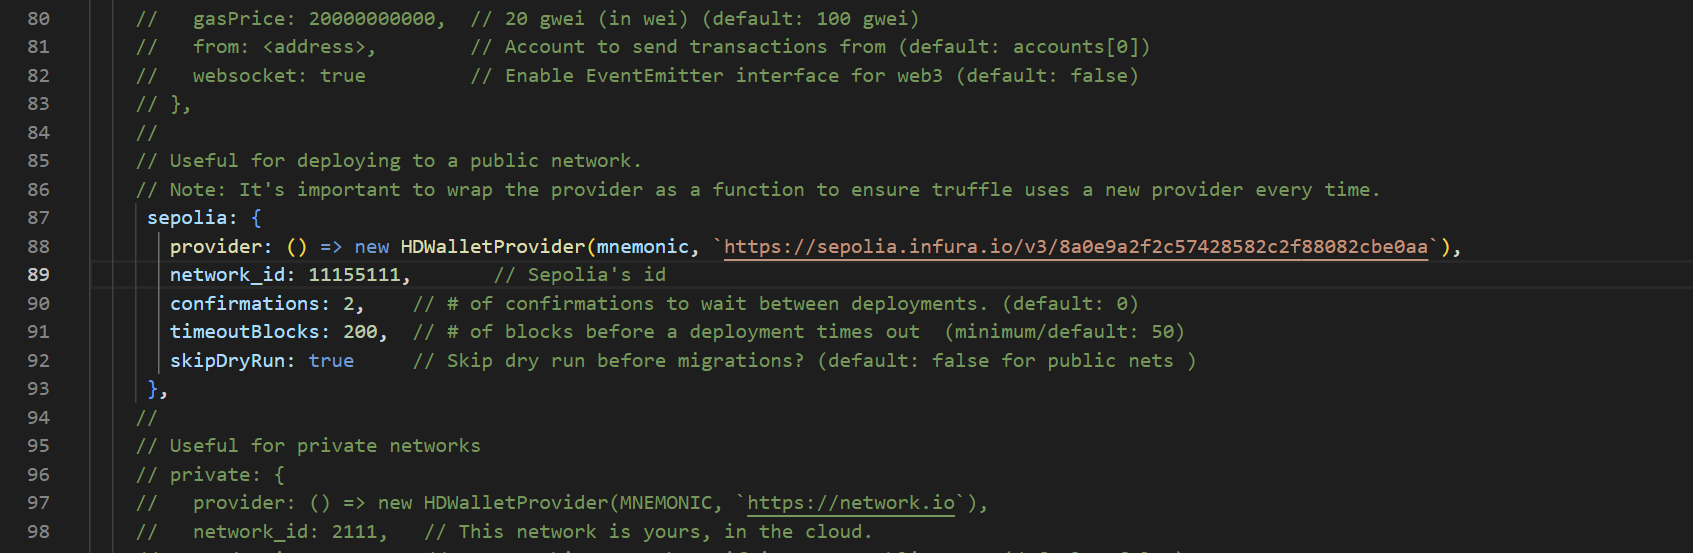 80 //   gasPrice: 20000000000,  // 20 gwei (in wei) (default: 100 gwei)
81 //   from: <address>,        // Account to send transactions from (default: accounts[0])
82 //   websocket: true         // Enable EventEmitter interface for web3 (default: false)
83 // },
84 //
85 // Useful for deploying to a public network.
86 // Note: It's important to wrap the provider as a function to ensure truffle uses a new provider every time.
87 sepolia: {
88   provider: () => new HDWalletProvider(mnemonic, `https://sepolia.infura.io/v3/8a0e9a2f2c57428582c2f88082cbe0aa`),
89   network_id: 11155111,       // Sepolia's id
90   confirmations: 2,    // # of confirmations to wait between deployments. (default: 0)
91   timeoutBlocks: 200,  // # of blocks before a deployment times out  (minimum/default: 50)
92   skipDryRun: true     // Skip dry run before migrations? (default: false for public nets )
93 },
94 //
95 // Useful for private networks
96 // private: {
97 //   provider: () => new HDWalletProvider(MNEMONIC, `https://network.io`),
98 //   network_id: 2111,   // This network is yours, in the cloud.